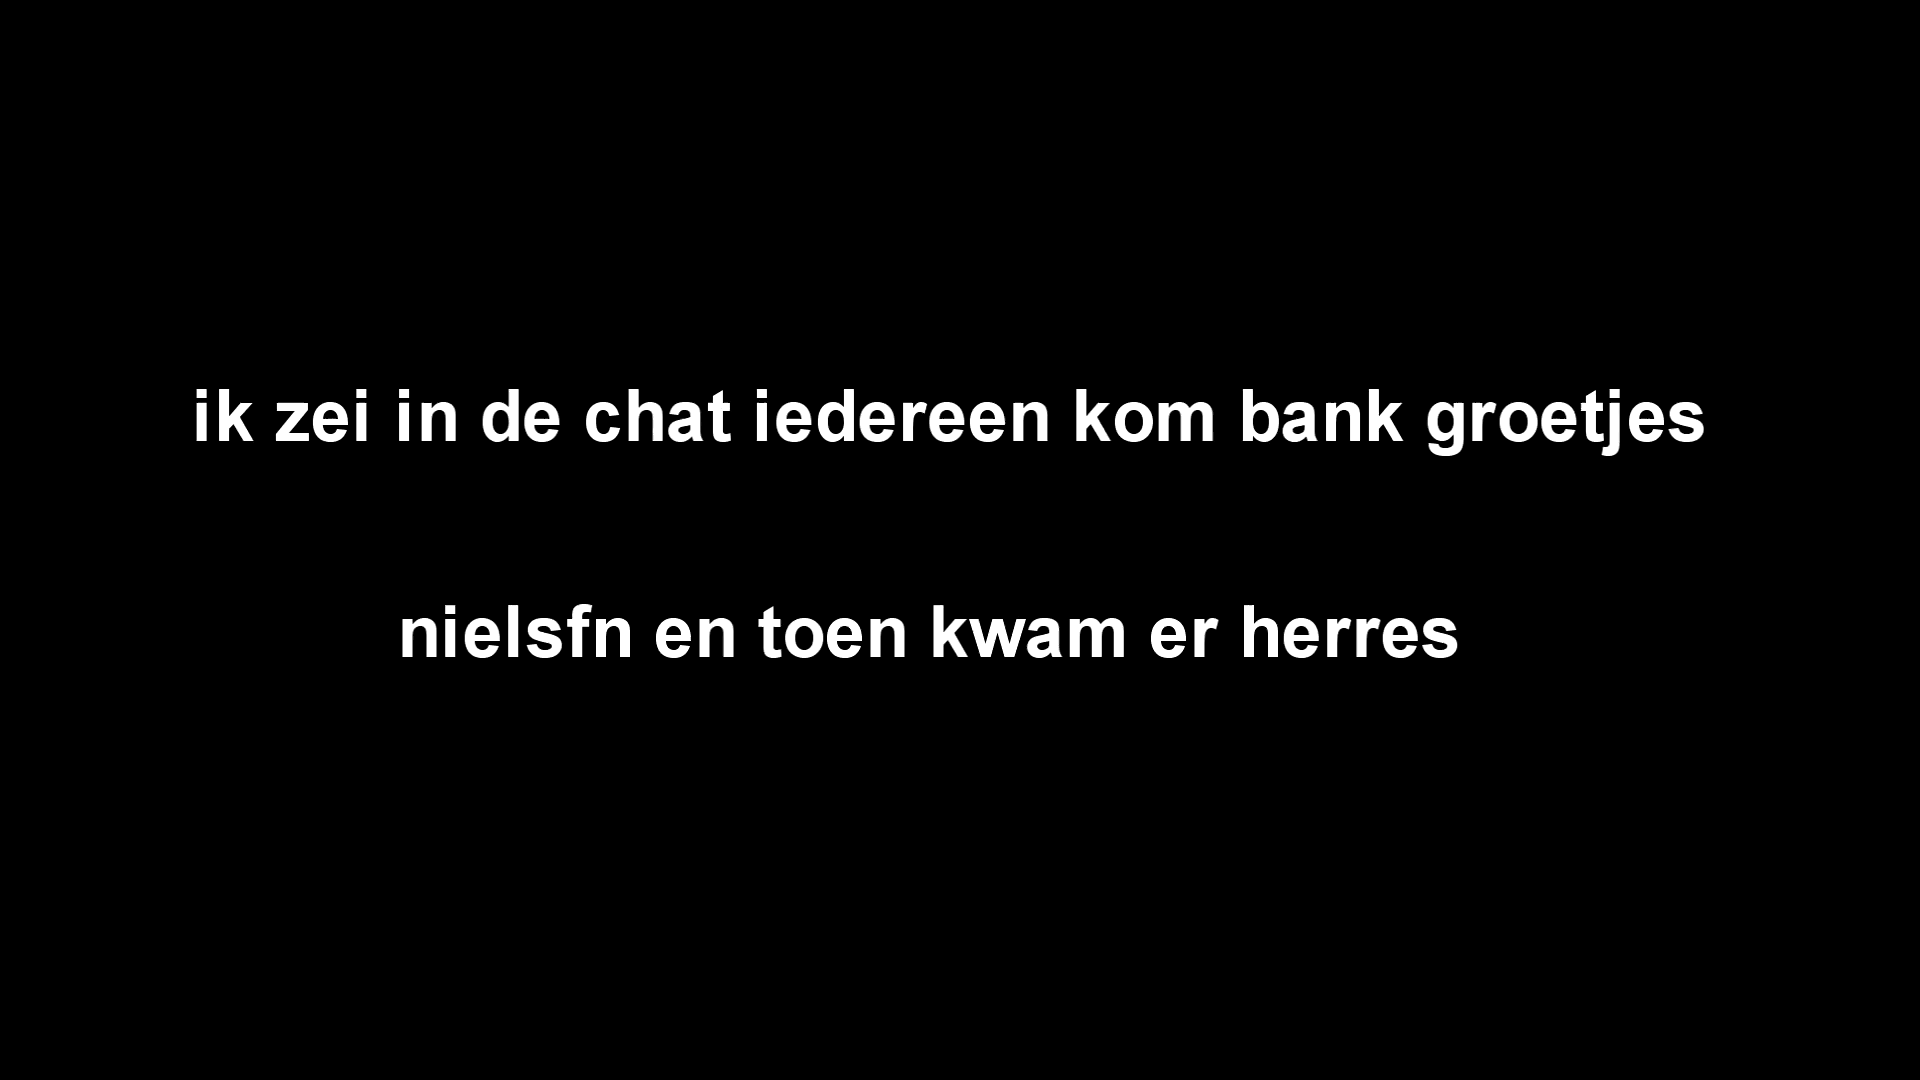 ik zei in de chat iedereen kom bank groetjes
nielsfn en toen kwam er herres